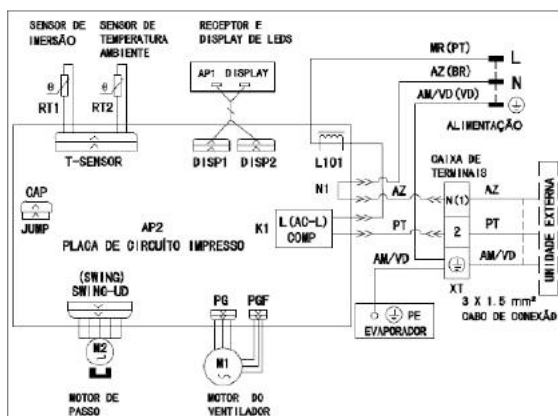 SENSOR DE
IMERSÃO
SENSOR DE
TEMPERATURA
AMBIENTE
RECEPTOR E
DISPLAY DE LEDS
MR(PT)
L
AZ(BR)
N
AM/VD(VD)
ALIMENTAÇÃO
θ
RT1
θ
RT2
AP1 DISPLAY
T-SENSOR
DISP1
DISP2
L101
CAIXA DE
TERMINAIS
N1
AZ
N(1)
AZ
CAP
JUMP
AP2
PLACA DE CIRCUÍTO IMPRESSO
K1
L(AC-L)
COMP
PT
2
PT
UNIDADE EXTERNA
AM/VD
AM/VD
XT
3 X 1.5 mm²
CABO DE CONEXÃO
PE
EVAPORADOR
(SWING)
SWING-UD
PG
PGF
M2
M1
MOTOR DE
PASSO
MOTOR DO
VENTILADOR